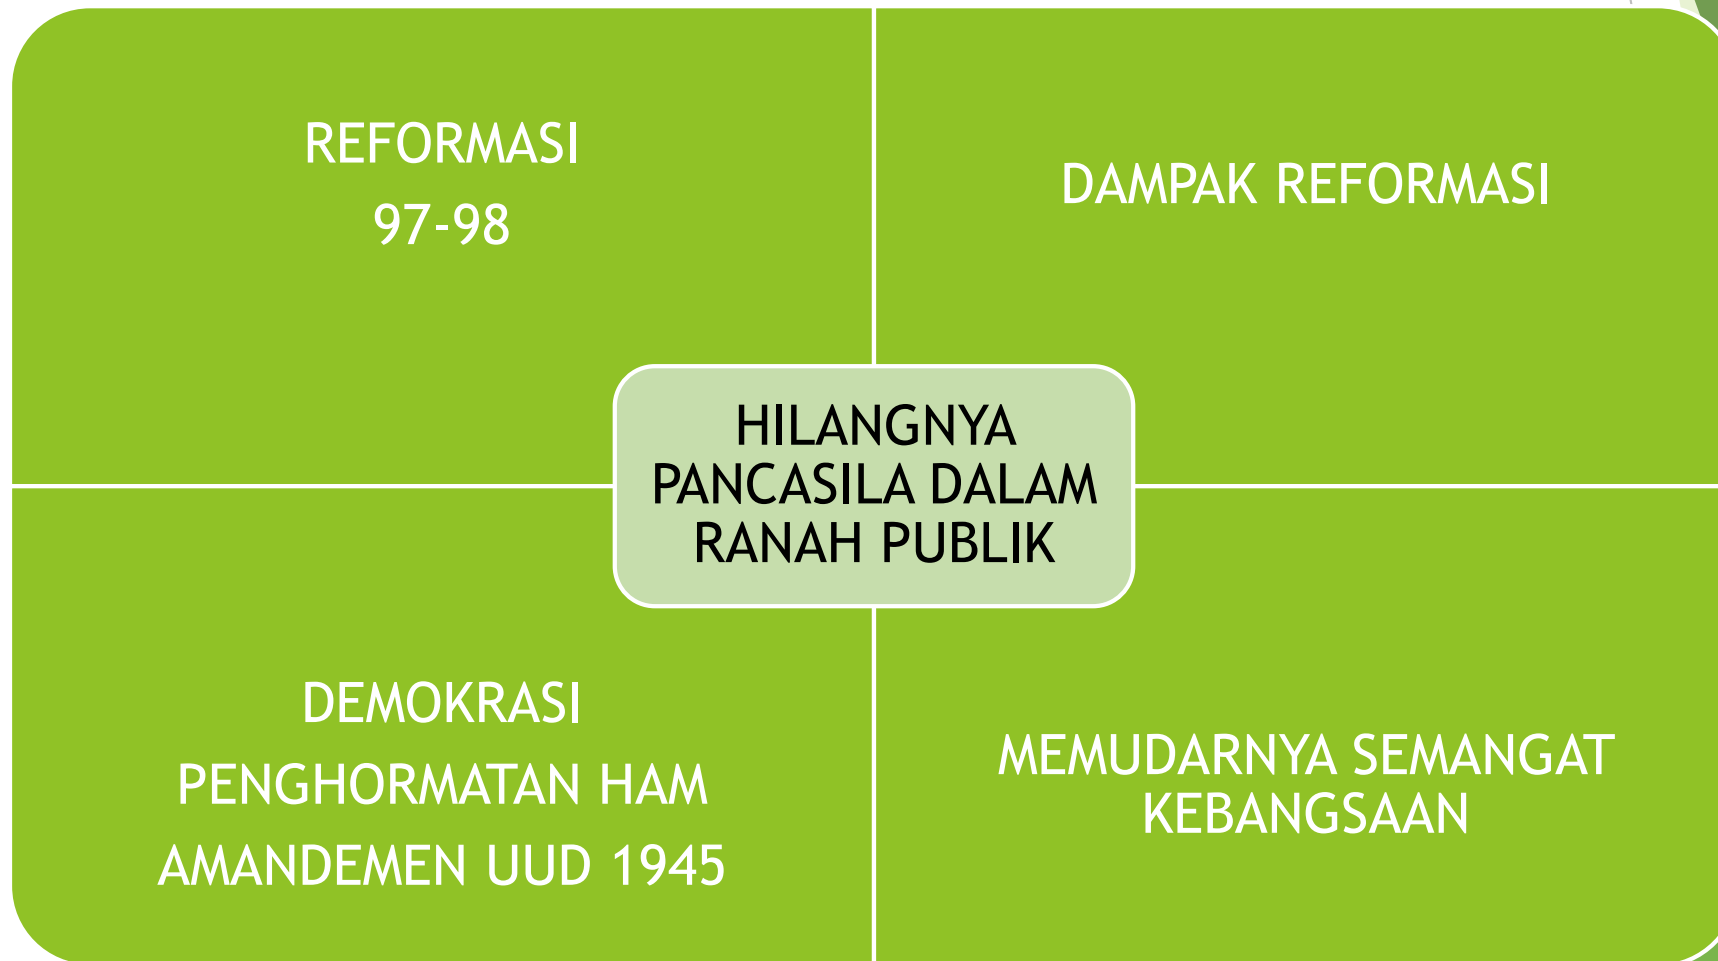 REFORMASI
97-98
DAMPAK REFORMASI
HILANGNYA
PANCASILA DALAM
RANAH PUBLIK
DEMOKRASI
PENGHORMATAN HAM
AMANDEMEN UUD 1945
MEMUDARNYA SEMANGAT
KEBANGSAAN